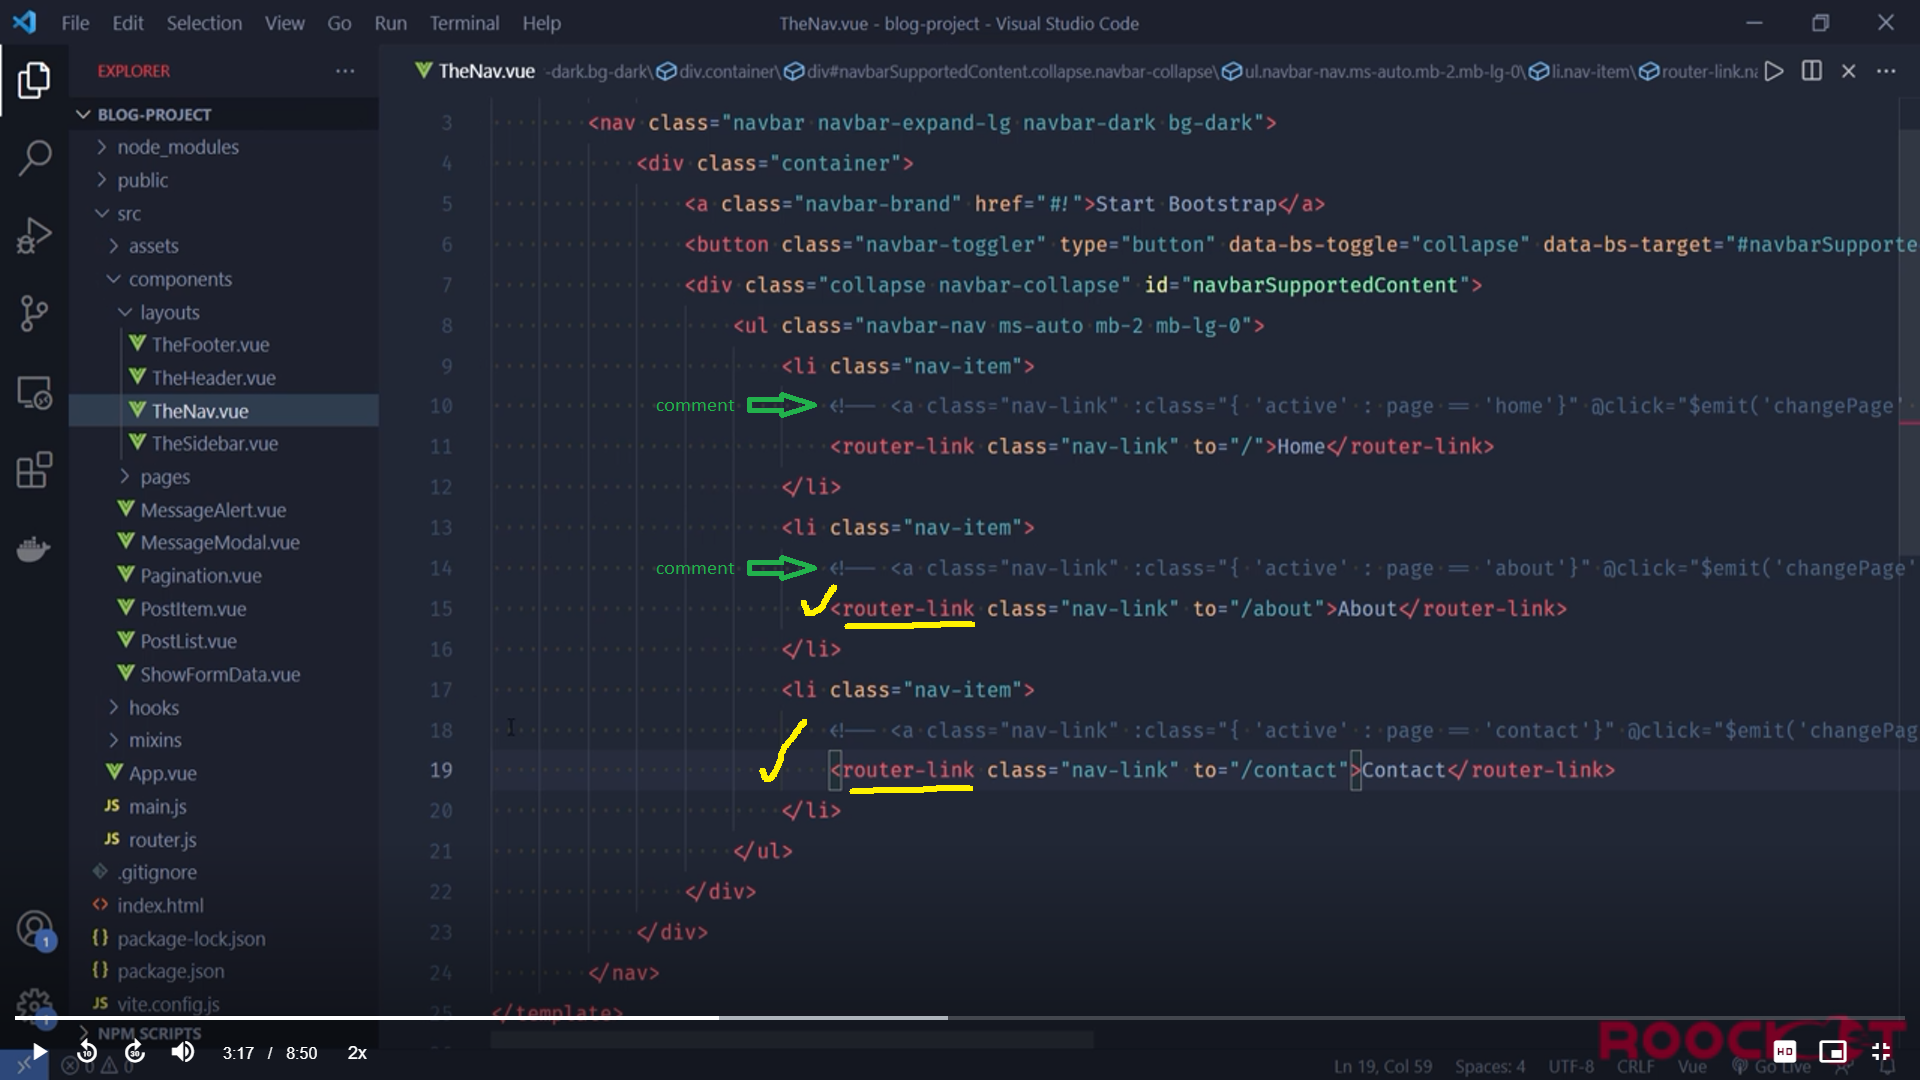 File Edit Selection View Go Run Terminal Help
TheNav.vue - blog-project - Visual Studio Code
EXPLORER
TheNav.vue -dark.bg-dark\ div.container\ div#navbarSupportedContent.collapse.navbar-collapse\ ul.navbar-nav.ms-auto.mb-2.mb-lg-0\ li.nav-item\ router-link.na
BLOG-PROJECT
node_modules
public
src
assets
components
layouts
TheFooter.vue
TheHeader.vue
TheNav.vue
TheSidebar.vue
pages
MessageAlert.vue
MessageModal.vue
Pagination.vue
PostItem.vue
PostList.vue
ShowFormData.vue
hooks
mixins
App.vue
main.js
router.js
.gitignore
index.html
package-lock.json
package.json
vite.config.js
NPM SCRIPTS
3 <nav class="navbar navbar-expand-lg navbar-dark bg-dark">
4 <div class="container">
5 <a class="navbar-brand" href="#!">Start Bootstrap</a>
6 <button class="navbar-toggler" type="button" data-bs-toggle="collapse" data-bs-target="#navbarSupporte
7 <div class="collapse navbar-collapse" id="navbarSupportedContent">
8 <ul class="navbar-nav ms-auto mb-2 mb-lg-0">
9 <li class="nav-item">
comment
10 <!-- <a class="nav-link" :class="{ 'active' : page == 'home'}" @click="$emit('changePage'
11 <router-link class="nav-link" to="/">Home</router-link>
12 </li>
13 <li class="nav-item">
comment
14 <!-- <a class="nav-link" :class="{ 'active' : page == 'about'}" @click="$emit('changePage'
15 <router-link class="nav-link" to="/about">About</router-link>
16 </li>
17 <li class="nav-item">
18 <!-- <a class="nav-link" :class="{ 'active' : page == 'contact'}" @click="$emit('changePag
19 <router-link class="nav-link" to="/contact">Contact</router-link>
20 </li>
21 </ul>
22 </div>
23 </div>
24 </nav>
25 </template>
1
1
10
30
3:17 / 8:50 2x
HD
0 0
Ln 19, Col 59 Spaces: 4 UTF-8 CRLF Vue Go Live